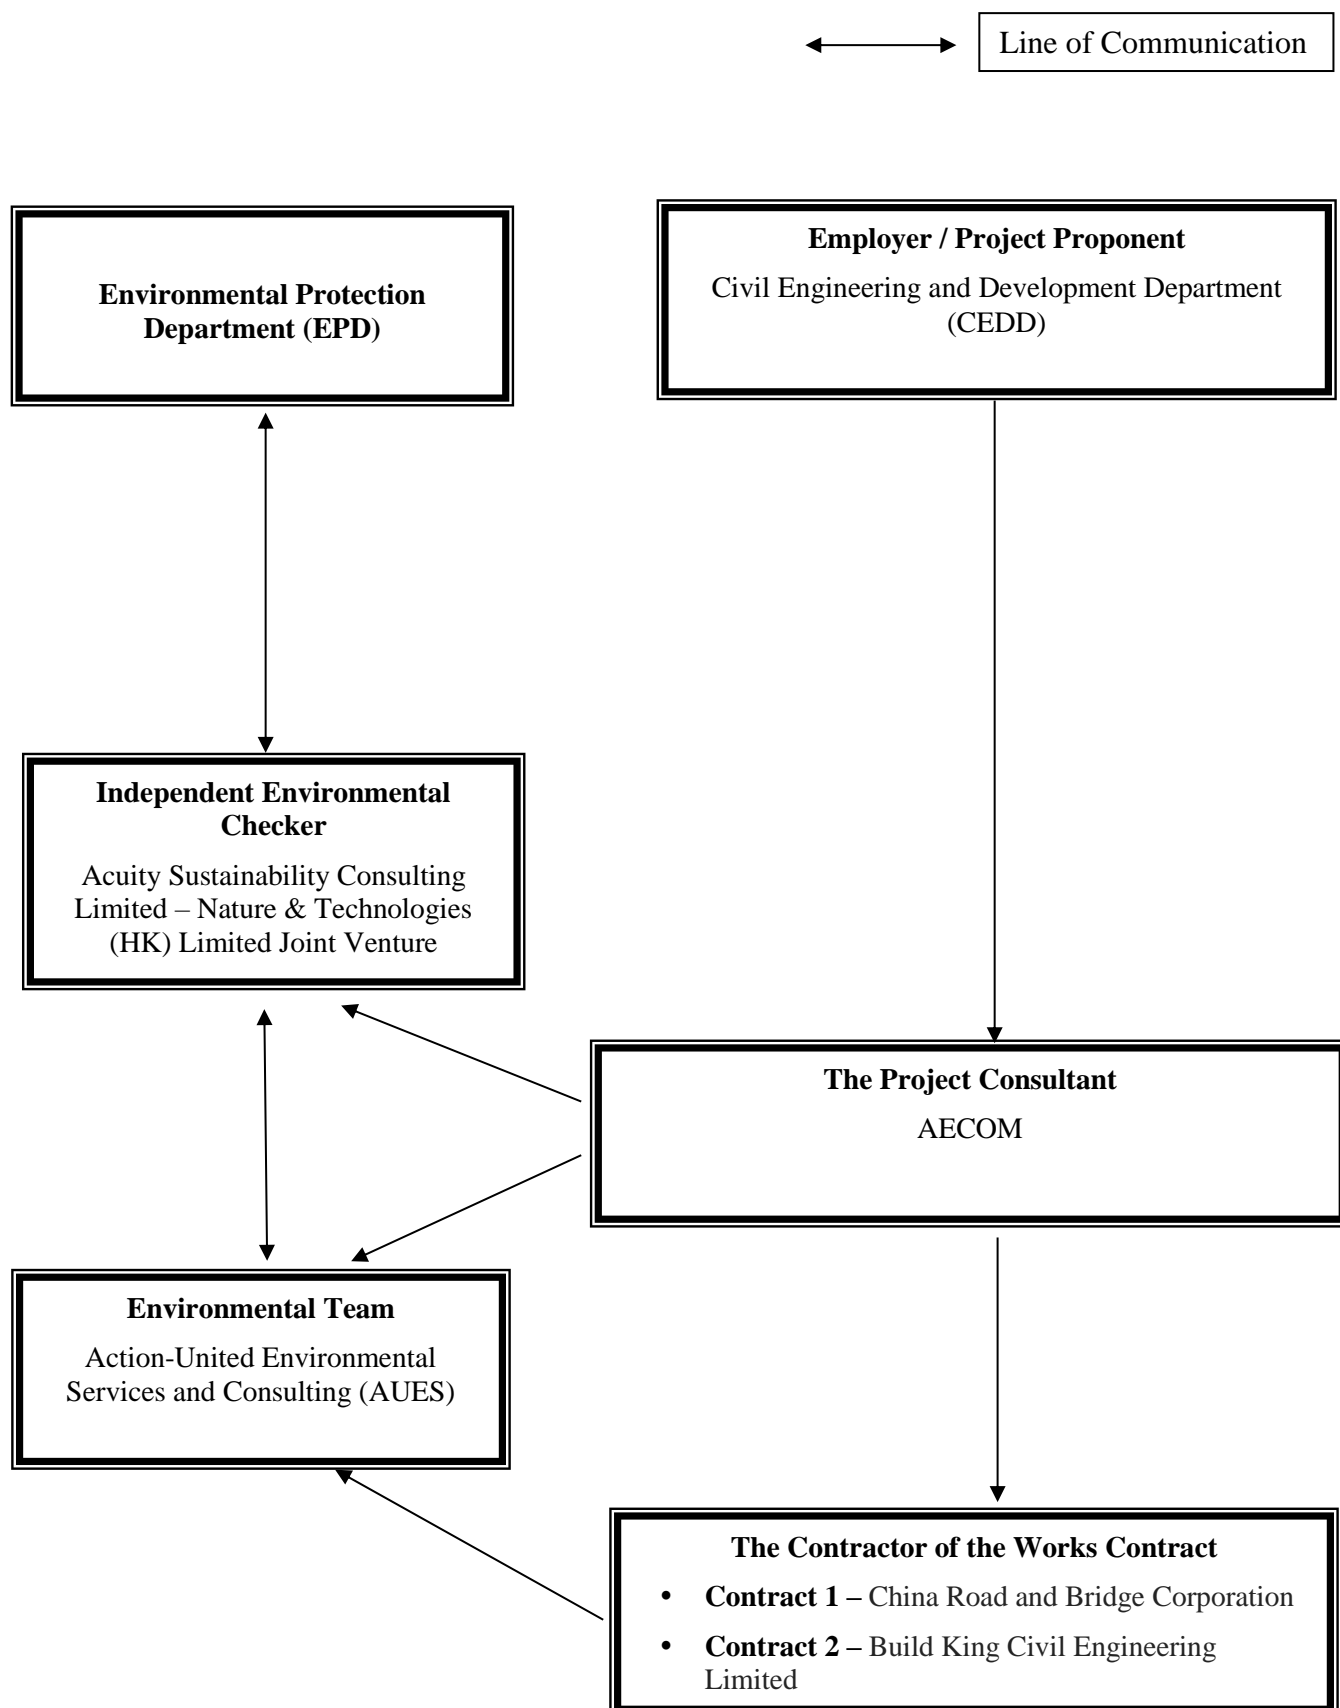 Line of Communication
Environmental Protection
Department (EPD)
Employer / Project Proponent
Civil Engineering and Development Department
(CEDD)
Independent Environmental
Checker
Acuity Sustainability Consulting
Limited – Nature & Technologies
(HK) Limited Joint Venture
The Project Consultant
AECOM
Environmental Team
Action-United Environmental
Services and Consulting (AUES)
The Contractor of the Works Contract
• Contract 1 – China Road and Bridge Corporation
• Contract 2 – Build King Civil Engineering
Limited